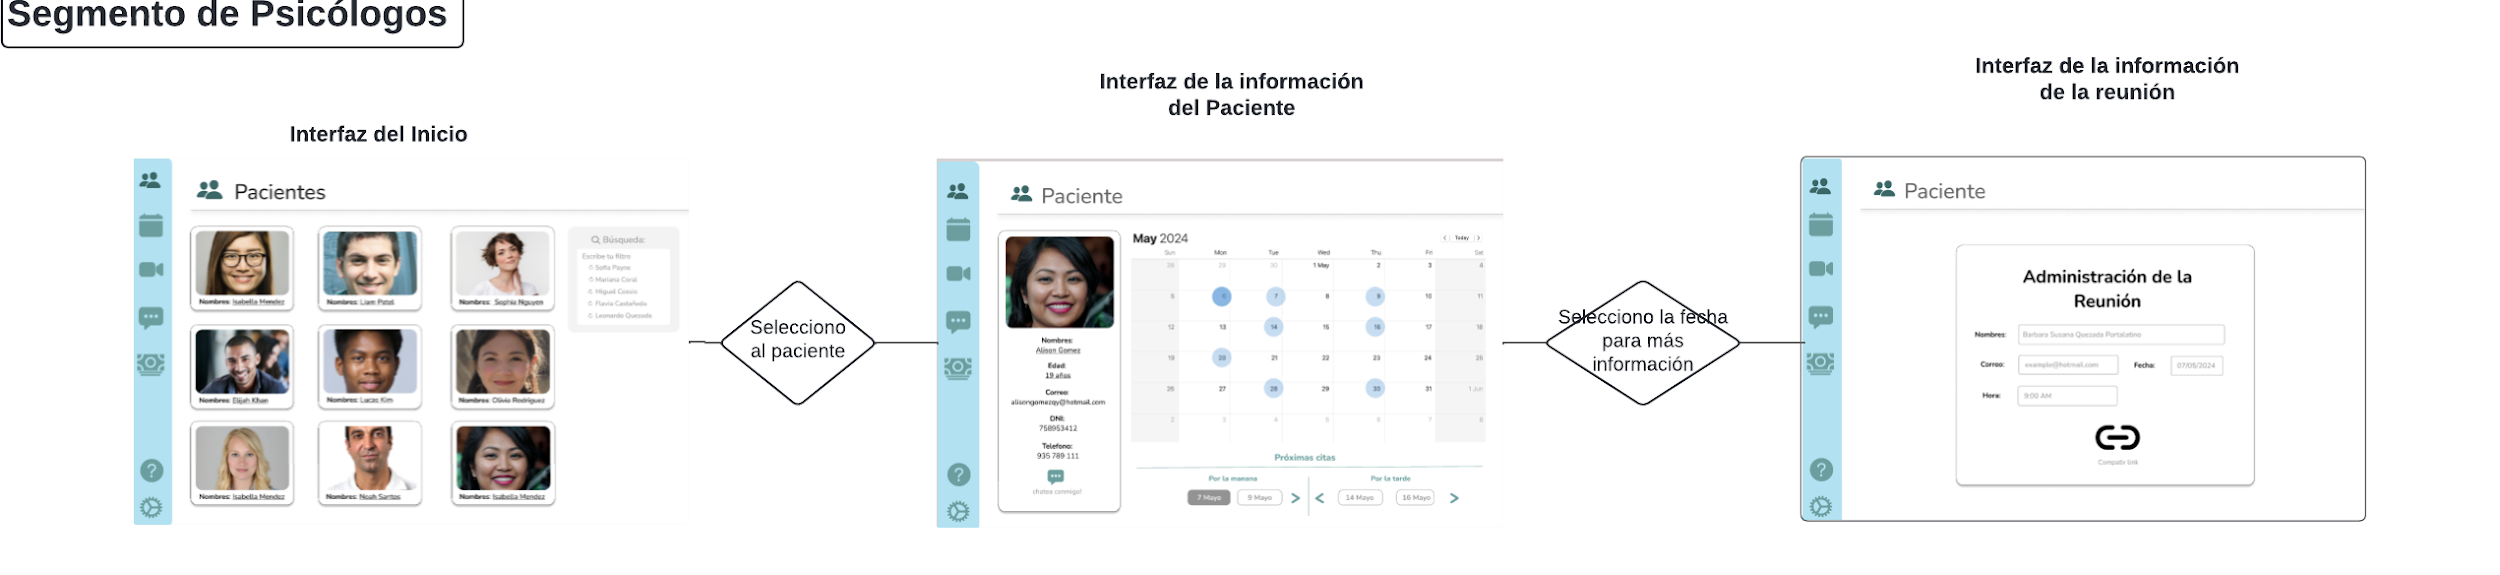 Segmento de Psicólogos
Interfaz del Inicio
Pacientes
Nombres: Isabella Mendez
Nombres: Liam Patel
Nombres: Sophia Nguyen
Nombres: Elijah Khan
Nombres: Lucas Kim
Nombres: Olivia Rodriguez
Nombres: Isabella Mendez
Nombres: Noah Santos
Nombres: Isabella Mendez
Búsqueda:
Escribe tu filtro
Sofia Payne
Mariana Coral
Miguel Cossio
Flavia Castañeda
Leonardo Quezada
Selecciono
al paciente
Interfaz de la información
del Paciente
Paciente
Nombres:
Alison Gomez
Edad:
19 años
Correo:
alisongomezqy@hotmail.com
DNI:
758953412
Telefono:
935 789 111
chatea conmigo!
May 2024
Today
Sun Mon Tue Wed Thu Fri Sat
28 29 30 1 May 2 3 4
5 6 7 8 9 10 11
12 13 14 15 16 17 18
19 20 21 22 23 24 25
26 27 28 29 30 31 1 Jun
2 3 4 5 6 7 8
Próximas citas
Por la manana
7 Mayo 9 Mayo
Por la tarde
14 Mayo 16 Mayo
Selecciono la fecha
para más
información
Interfaz de la información
de la reunión
Paciente
Administración de la
Reunión
Nombres: Barbara Susana Quezada Portalatino
Correo: example@hotmail.com Fecha: 07/05/2024
Hora: 9:00 AM
Compatir link